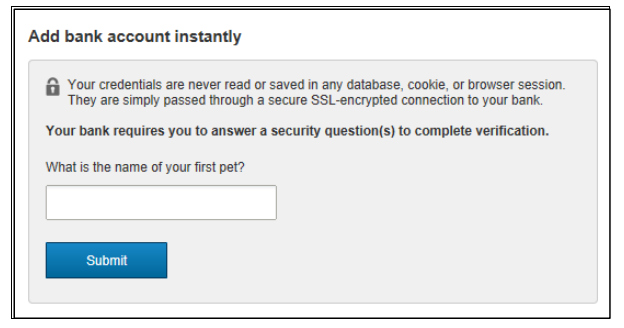 Add bank account instantly
Your credentials are never read or saved in any database, cookie, or browser session.
They are simply passed through a secure SSL-encrypted connection to your bank.
Your bank requires you to answer a security question(s) to complete verification.
What is the name of your first pet?
Submit